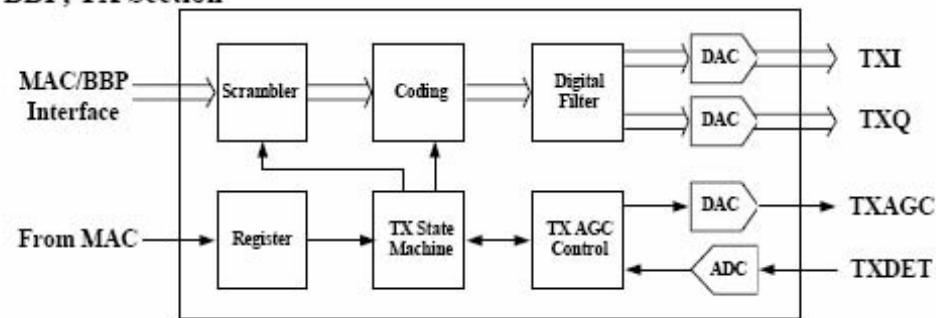 BBP, TX Section
MAC/BBP
Interface
Scrambler
Coding
Digital
Filter
DAC
TXI
DAC
TXQ
From MAC
Register
TX State
Machine
TX AGC
Control
DAC
TXAGC
ADC
TXDET